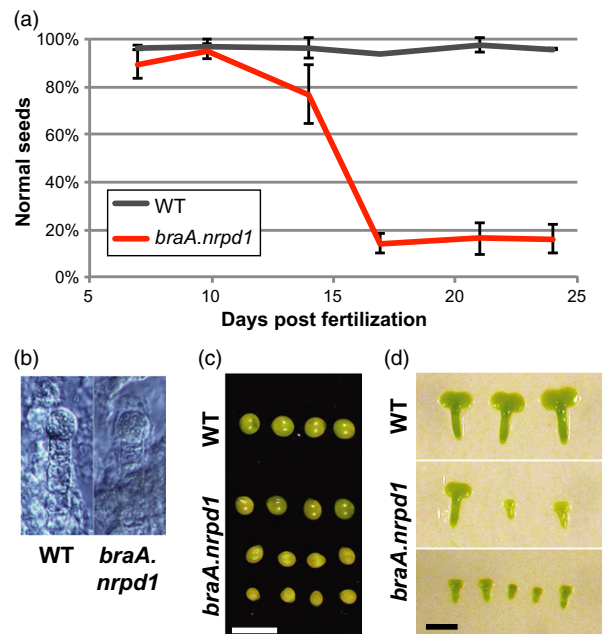 (a)
100%
80%
60%
40%
20%
0%
Normal seeds
WT
braA.nrpd1
5
10
15
20
25
Days post fertilization
(b)
WT
braA.
nrpd1
(c)
WT
braA.nrpd1
(d)
WT
braA.nrpd1